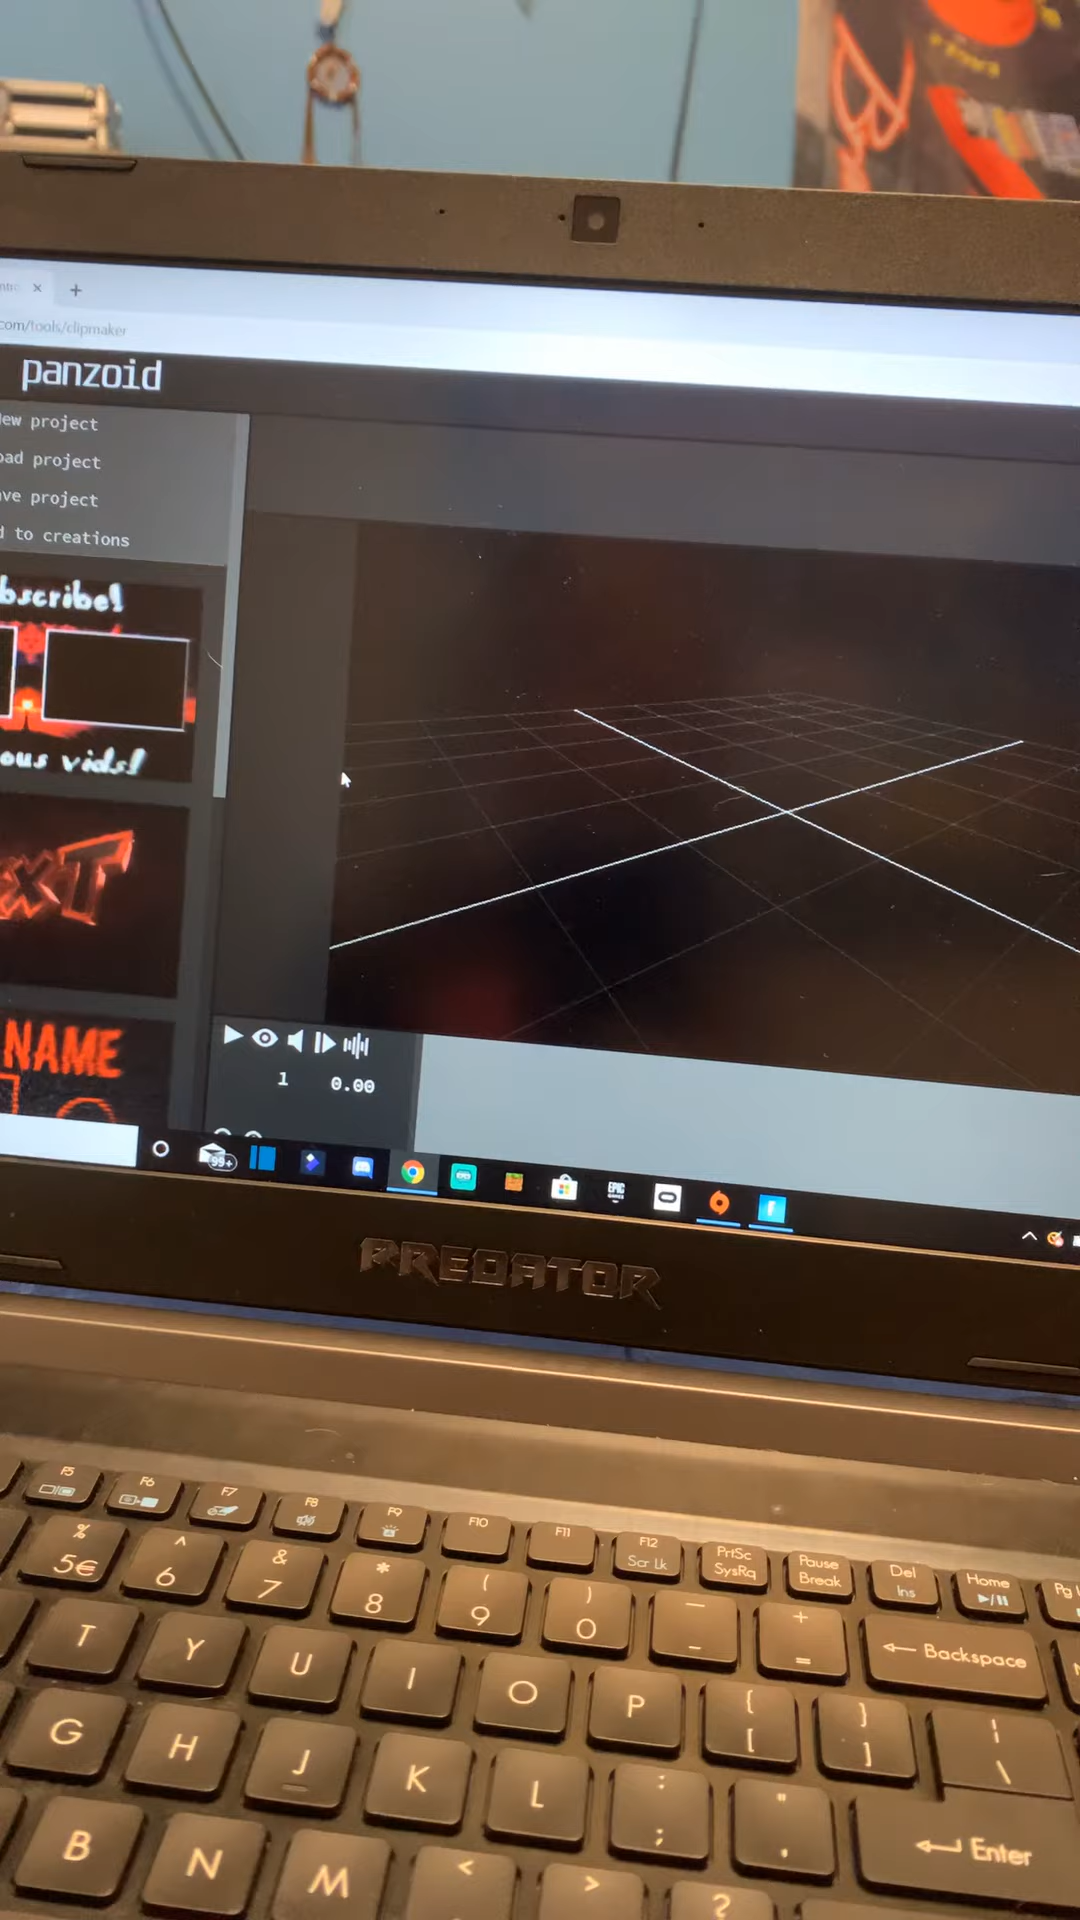 com/tools/clipmaker
panzoid
ew project
oad project
ave project
d to creations
bscribe!
ous vids!
xT
NAME
1 0.00
99+
EPIC
GAMES
PREDATOR
F5 F6 F7 F8 F9 F10 F11 F12 PrtSc Pause Del Home Pg
Scr Lk SysRq Break Ins
% ^ & * ( ) — +
5€ 6 7 8 9 0 - = Backspace
T Y U I O P { [ } ] ¦ \
G H J K L : ; " ' Enter
B N M < > ?